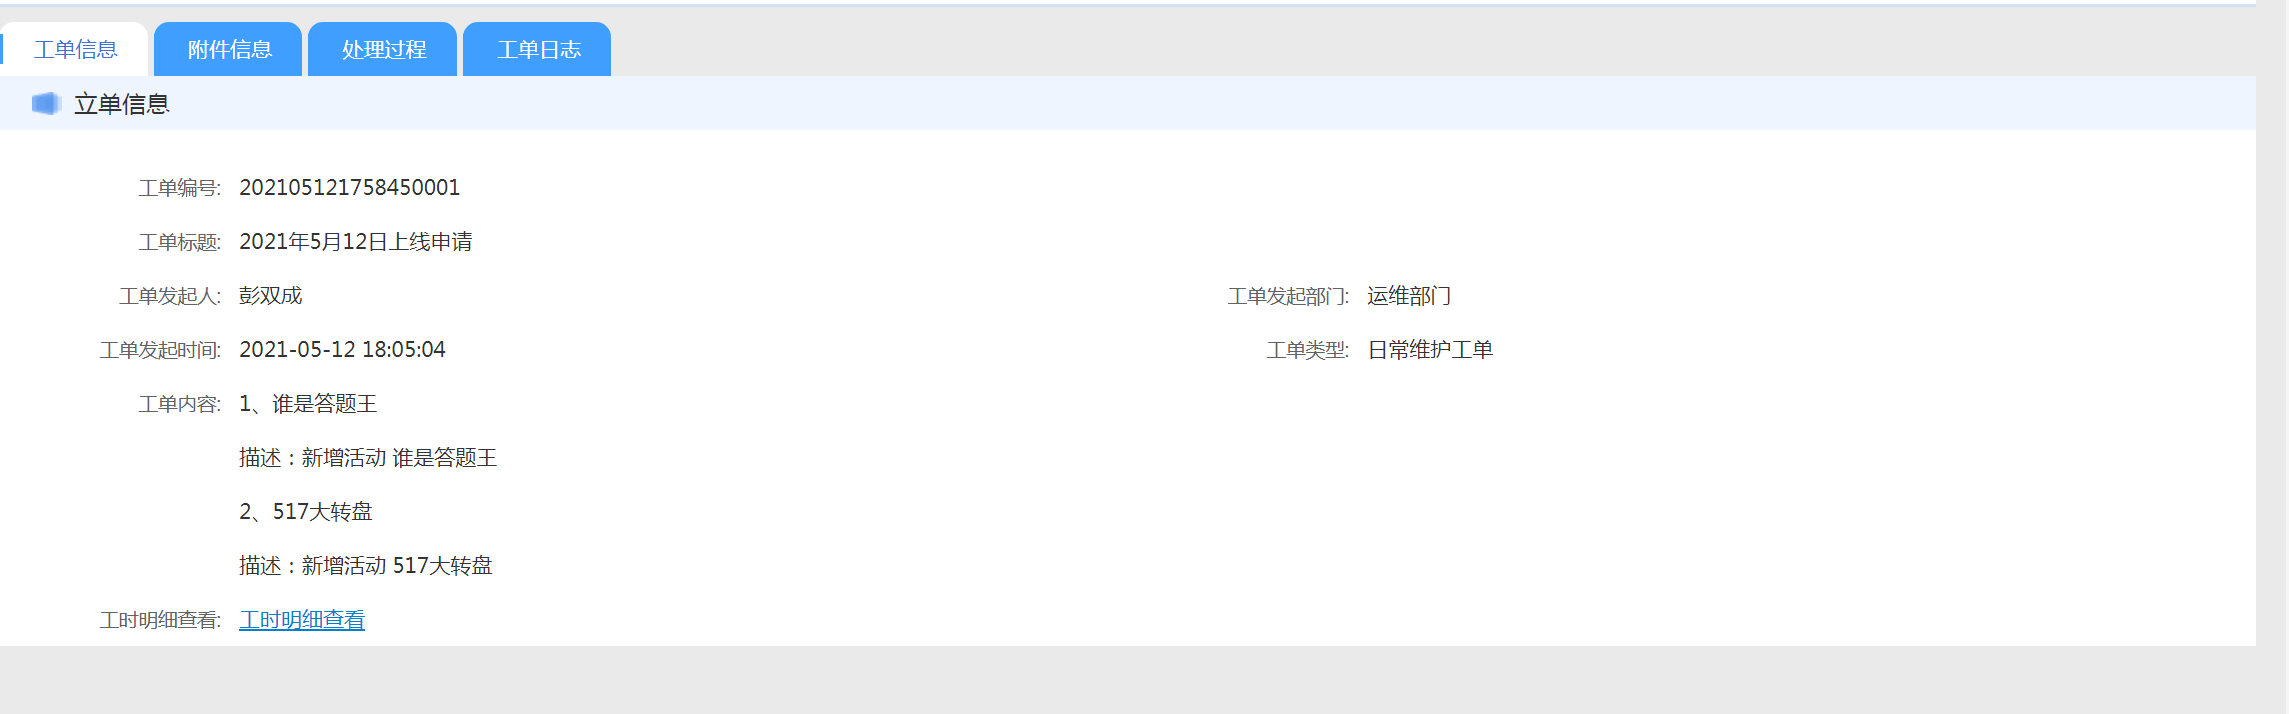 工单信息 附件信息 处理过程 工单日志
立单信息
工单编号: 202105121758450001
工单标题: 2021年5月12日上线申请
工单发起人: 彭双成 工单发起部门: 运维部门
工单发起时间: 2021-05-12 18:05:04 工单类型: 日常维护工单
工单内容: 1、谁是答题王
描述：新增活动 谁是答题王
2、517大转盘
描述：新增活动 517大转盘
工时明细查看: 工时明细查看